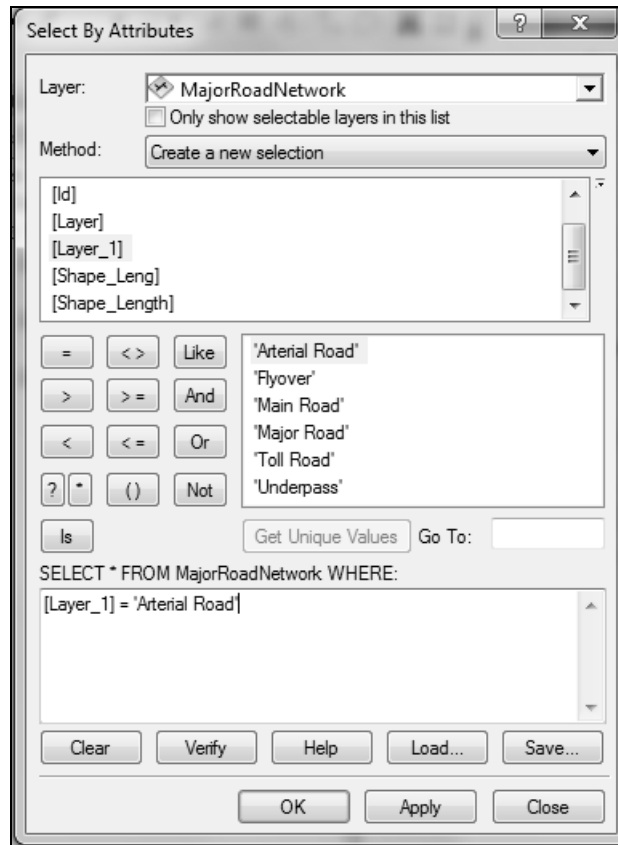 Select By Attributes
?
x
Layer: MajorRoadNetwork
Only show selectable layers in this list
Method: Create a new selection
[Id]
[Layer]
[Layer_1]
[Shape_Leng]
[Shape_Length]
= < > Like
> > = And
< < = Or
? * () Not
Is
'Arterial Road'
'Flyover'
'Main Road'
'Major Road'
'Toll Road'
'Underpass'
Get Unique Values Go To:
SELECT * FROM MajorRoadNetwork WHERE:
[Layer_1] = 'Arterial Road'
Clear Verify Help Load... Save...
OK Apply Close